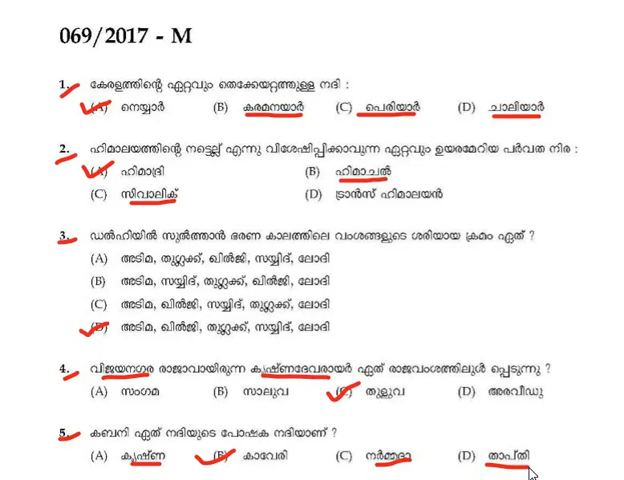 069/2017 - M
1. കേരളത്തിന്റെ ഏറ്റവും തെക്കേയറ്റത്തുള്ള നദി :
(A) നെയ്യാർ (B) കരമനയാർ (C) പെരിയാർ (D) ചാലിയാർ
2. ഹിമാലയത്തിന്റെ നട്ടെല്ല് എന്നു വിശേഷിപ്പിക്കാവുന്ന ഏറ്റവും ഉയരമേറിയ പർവത നിര :
(A) ഹിമാദ്രി (B) ഹിമാചൽ
(C) സിവാലിക് (D) ട്രാൻസ് ഹിമാലയൻ
3. ഡൽഹിയിൽ സുൽത്താൻ ഭരണ കാലത്തിലെ വംശങ്ങളുടെ ശരിയായ ക്രമം ഏത് ?
(A) അടിമ, തുഗ്ലക്ക്, ഖിൽജി, സയ്യിദ്, ലോദി
(B) അടിമ, സയ്യിദ്, തുഗ്ലക്ക്, ഖിൽജി, ലോദി
(C) അടിമ, ഖിൽജി, സയ്യിദ്, തുഗ്ലക്ക്, ലോദി
(D) അടിമ, ഖിൽജി, തുഗ്ലക്ക്, സയ്യിദ്, ലോദി
4. വിജയനഗര രാജാവായിരുന്ന കൃഷ്ണദേവരായർ ഏത് രാജവംശത്തിലുൾ പ്പെടുന്നു ?
(A) സംഗമ (B) സാലുവ (C) തുളുവ (D) അരവീഡു
5. കബനി ഏത് നദിയുടെ പോഷക നദിയാണ് ?
(A) കൃഷ്ണ (B) കാവേരി (C) നർമ്മദാ (D) താപ്തി